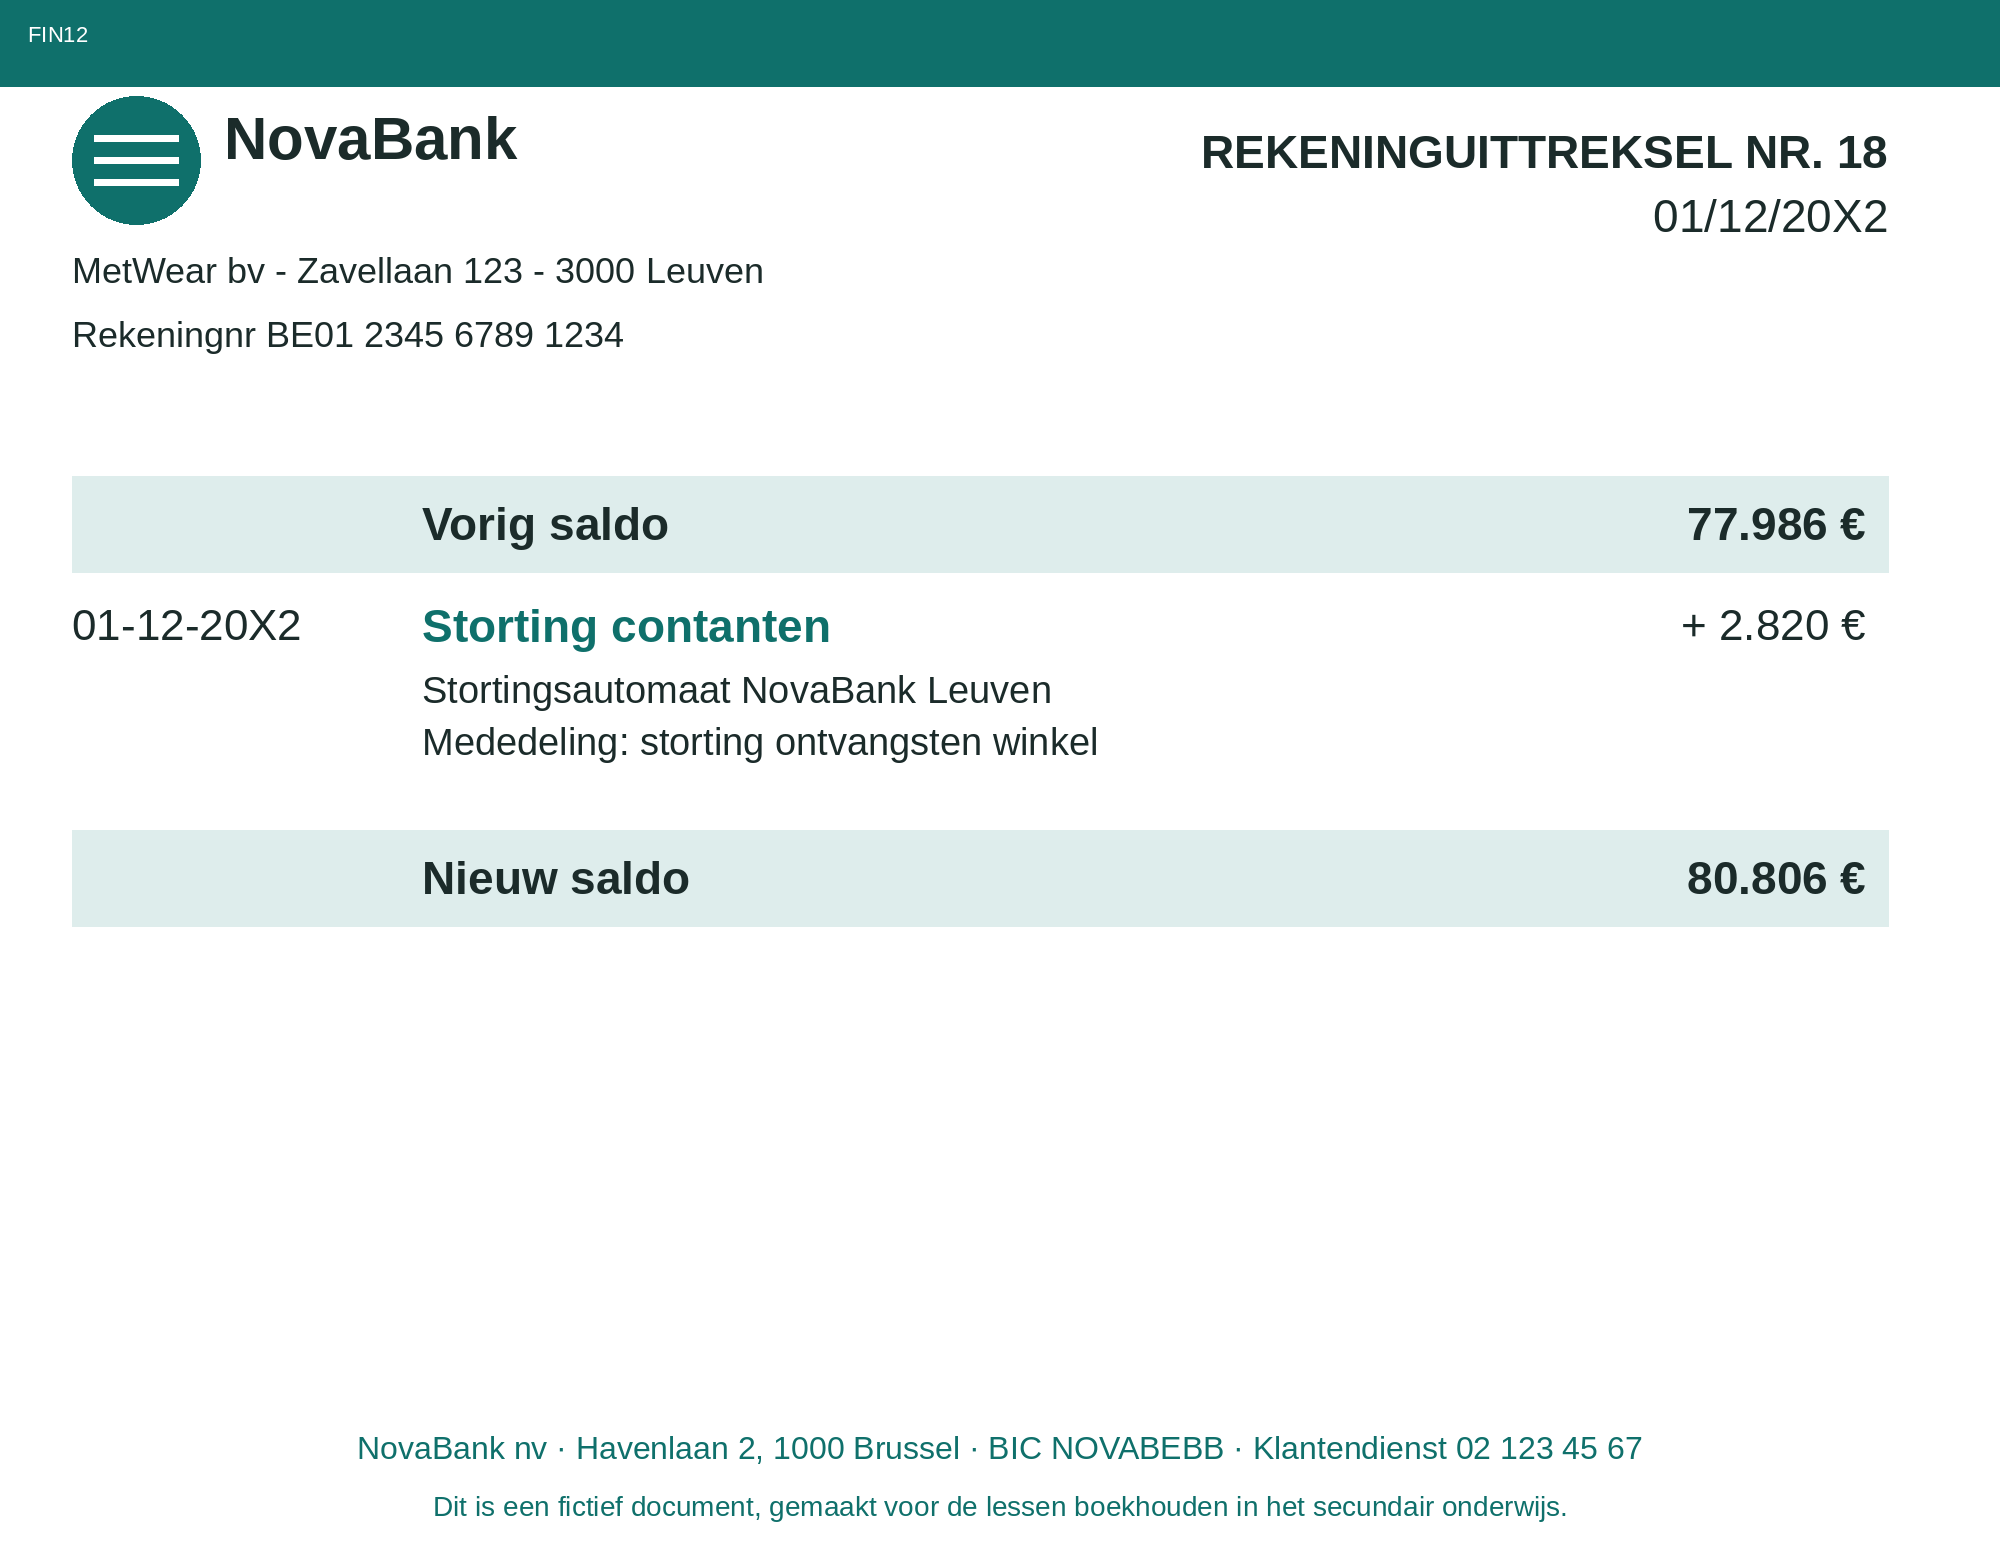 FIN12
NovaBank
REKENINGUITTREKSEL NR. 18
01/12/20X2
MetWear bv - Zavellaan 123 - 3000 Leuven
Rekeningnr BE01 2345 6789 1234
Vorig saldo 77.986 €
01-12-20X2 Storting contanten + 2.820 €
Stortingsautomaat NovaBank Leuven
Mededeling: storting ontvangsten winkel
Nieuw saldo 80.806 €
NovaBank nv · Havenlaan 2, 1000 Brussel · BIC NOVABEBB · Klantendienst 02 123 45 67
Dit is een fictief document, gemaakt voor de lessen boekhouden in het secundair onderwijs.